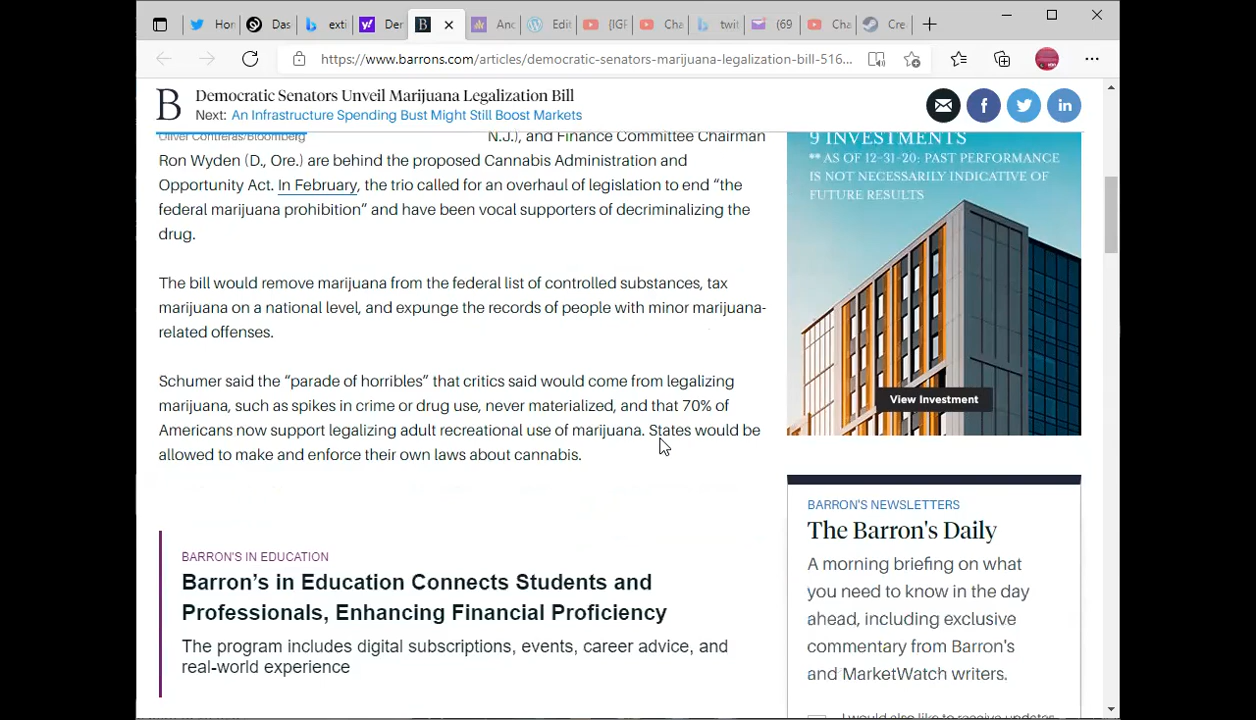 Hor
Das
exti
Der
B
Anc
Edit
(IGF
Cha
twit
(69
Cha
Cre
https://www.barrons.com/articles/democratic-senators-marijuana-legalization-bill-516...
B
Democratic Senators Unveil Marijuana Legalization Bill
Next: An Infrastructure Spending Bust Might Still Boost Markets
Oliver Contreras/Bloomberg
N.J.), and Finance Committee Chairman
Ron Wyden (D., Ore.) are behind the proposed Cannabis Administration and
Opportunity Act. In February, the trio called for an overhaul of legislation to end “the
federal marijuana prohibition” and have been vocal supporters of decriminalizing the
drug.
The bill would remove marijuana from the federal list of controlled substances, tax
marijuana on a national level, and expunge the records of people with minor marijuana-
related offenses.
Schumer said the “parade of horribles” that critics said would come from legalizing
marijuana, such as spikes in crime or drug use, never materialized, and that 70% of
Americans now support legalizing adult recreational use of marijuana. States would be
allowed to make and enforce their own laws about cannabis.
BARRON'S IN EDUCATION
Barron’s in Education Connects Students and
Professionals, Enhancing Financial Proficiency
The program includes digital subscriptions, events, career advice, and
real-world experience
9 INVESTMENTS
** AS OF 12-31-20: PAST PERFORMANCE
IS NOT NECESSARILY INDICATIVE OF
FUTURE RESULTS
View Investment
BARRON'S NEWSLETTERS
The Barron's Daily
A morning briefing on what
you need to know in the day
ahead, including exclusive
commentary from Barron's
and MarketWatch writers.
I would also like to receive updates